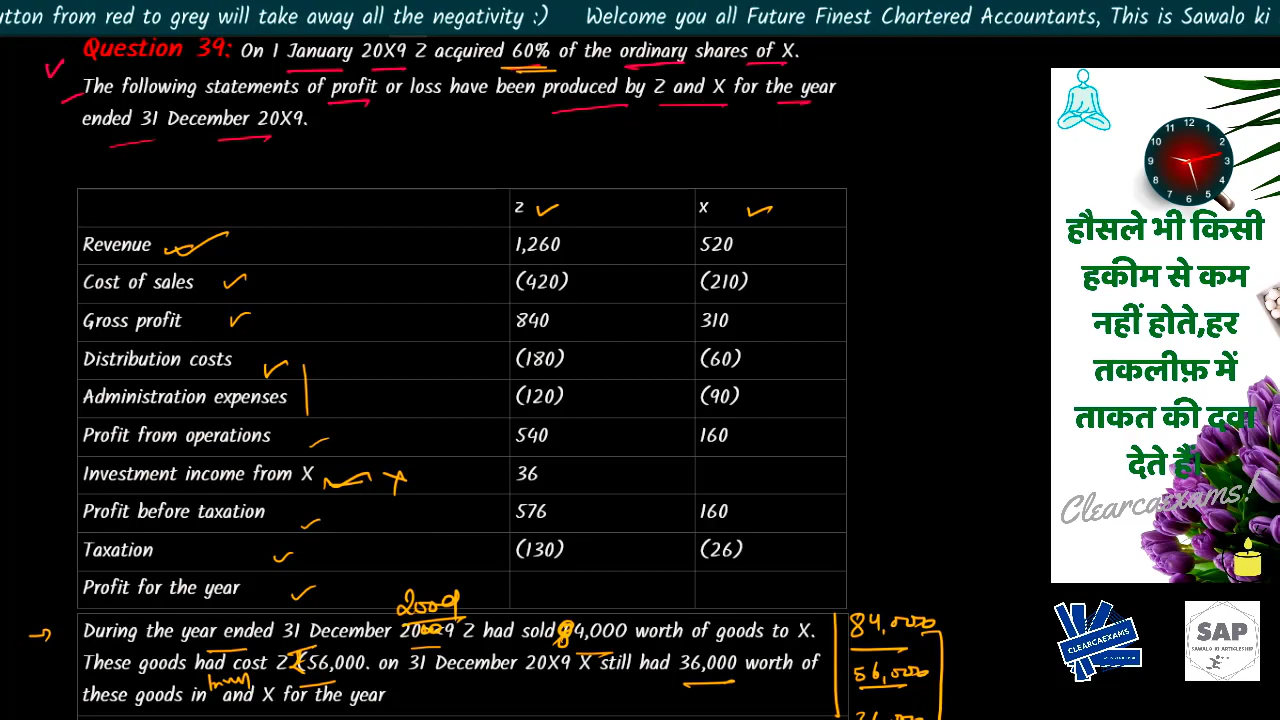 utton from red to grey will take away all the negativity :) Welcome you all Future Finest Chartered Accountants, This is Sawalo ki
Question 39: On 1 January 20X9 Z acquired 60% of the ordinary shares of X.
The following statements of profit or loss have been produced by Z and X for the year
ended 31 December 20X9.
Z X
Revenue 1,260 520
Cost of sales (420) (210)
Gross profit 840 310
Distribution costs (180) (60)
Administration expenses (120) (90)
Profit from operations 540 160
Investment income from X 36
Profit before taxation 576 160
Taxation (130) (26)
Profit for the year
2009
During the year ended 31 December 9 Z had sold 84,000 worth of goods to X.
These goods had cost Z 56,000. on 31 December 20X9 X still had 36,000 worth of
these goods in and X for the year
84,000
56,000
हौसले भी किसी
हकीम से कम
नहीं होते,हर
तकलीफ़ में
ताकत की दवा
देते हैं।
Clearcaexams!
CLEARCAEXAMS
SAP
SAWALO KI ARTICLESHIP